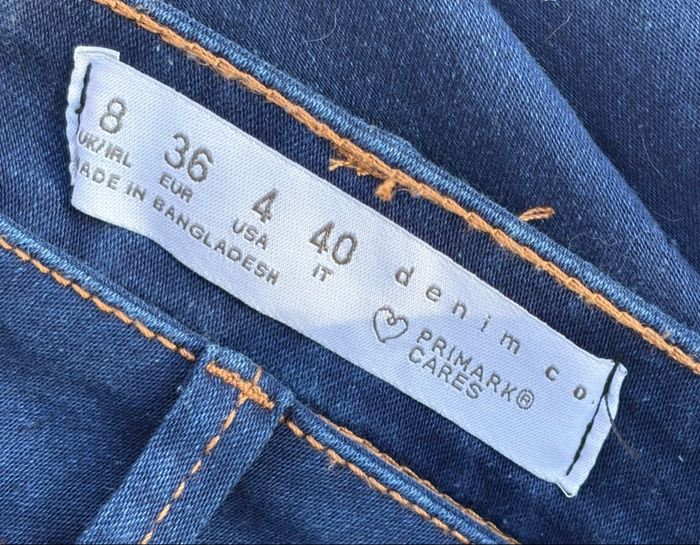 8 36 4 40 denim co.
UK/IRL EUR USA IT
MADE IN BANGLADESH
PRIMARK®
CARES